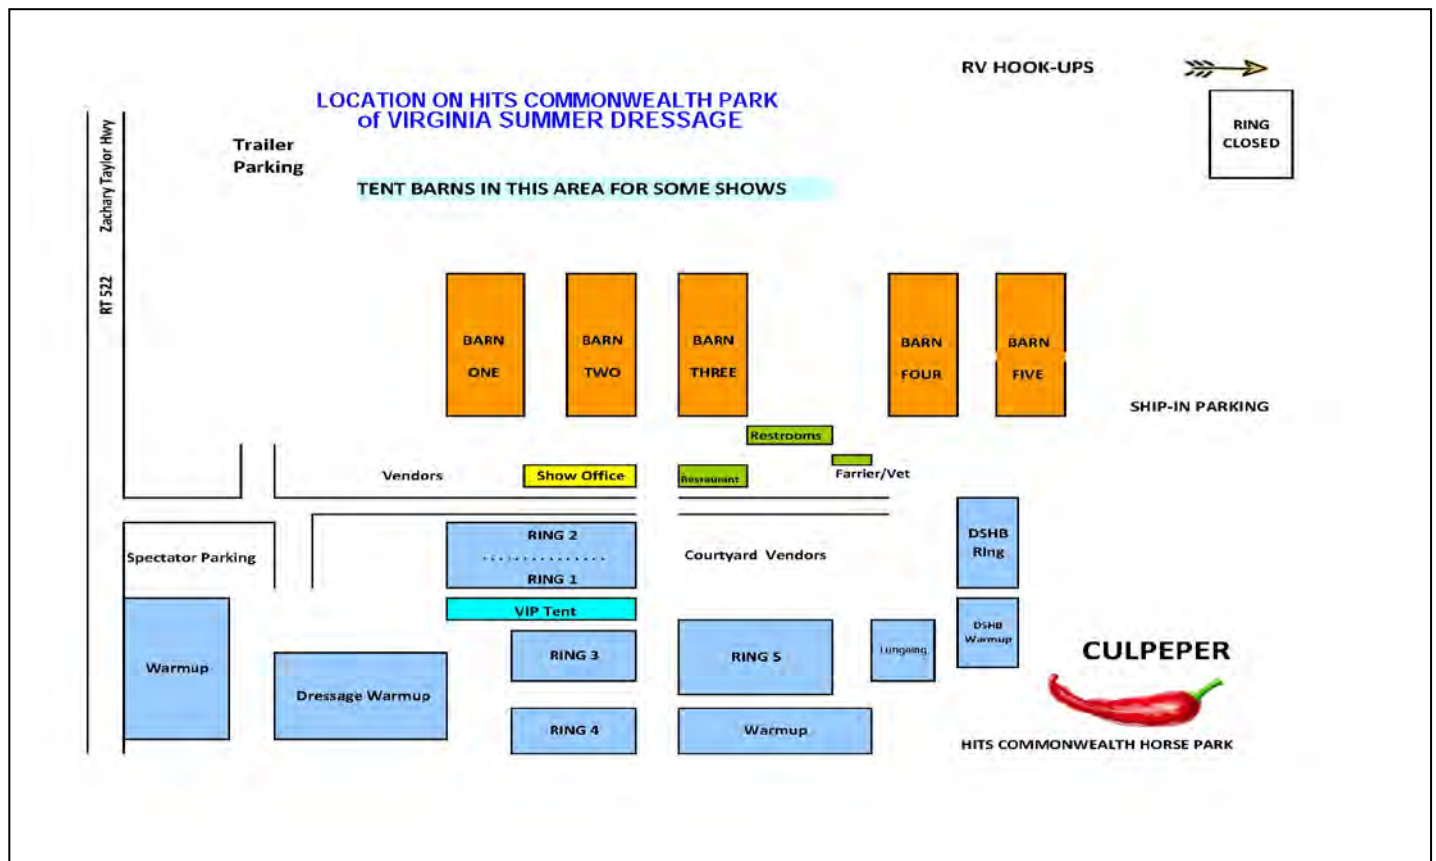 RV HOOK-UPS
LOCATION ON HITS COMMONWEALTH PARK
of VIRGINIA SUMMER DRESSAGE
RING
CLOSED
Trailer
Parking
TENT BARNS IN THIS AREA FOR SOME SHOWS
Zachary Taylor Hwy
RT 522
BARN
ONE
BARN
TWO
BARN
THREE
BARN
FOUR
BARN
FIVE
SHIP-IN PARKING
Restrooms
Vendors
Show Office
Restaurant
Farrier/Vet
Spectator Parking
RING 2
RING 1
Courtyard Vendors
DSHB
RIng
VIP Tent
Warmup
Dressage Warmup
RING 3
RING 5
Lungeing
DSHB
Warmup
CULPEPER
RING 4
Warmup
HITS COMMONWEALTH HORSE PARK